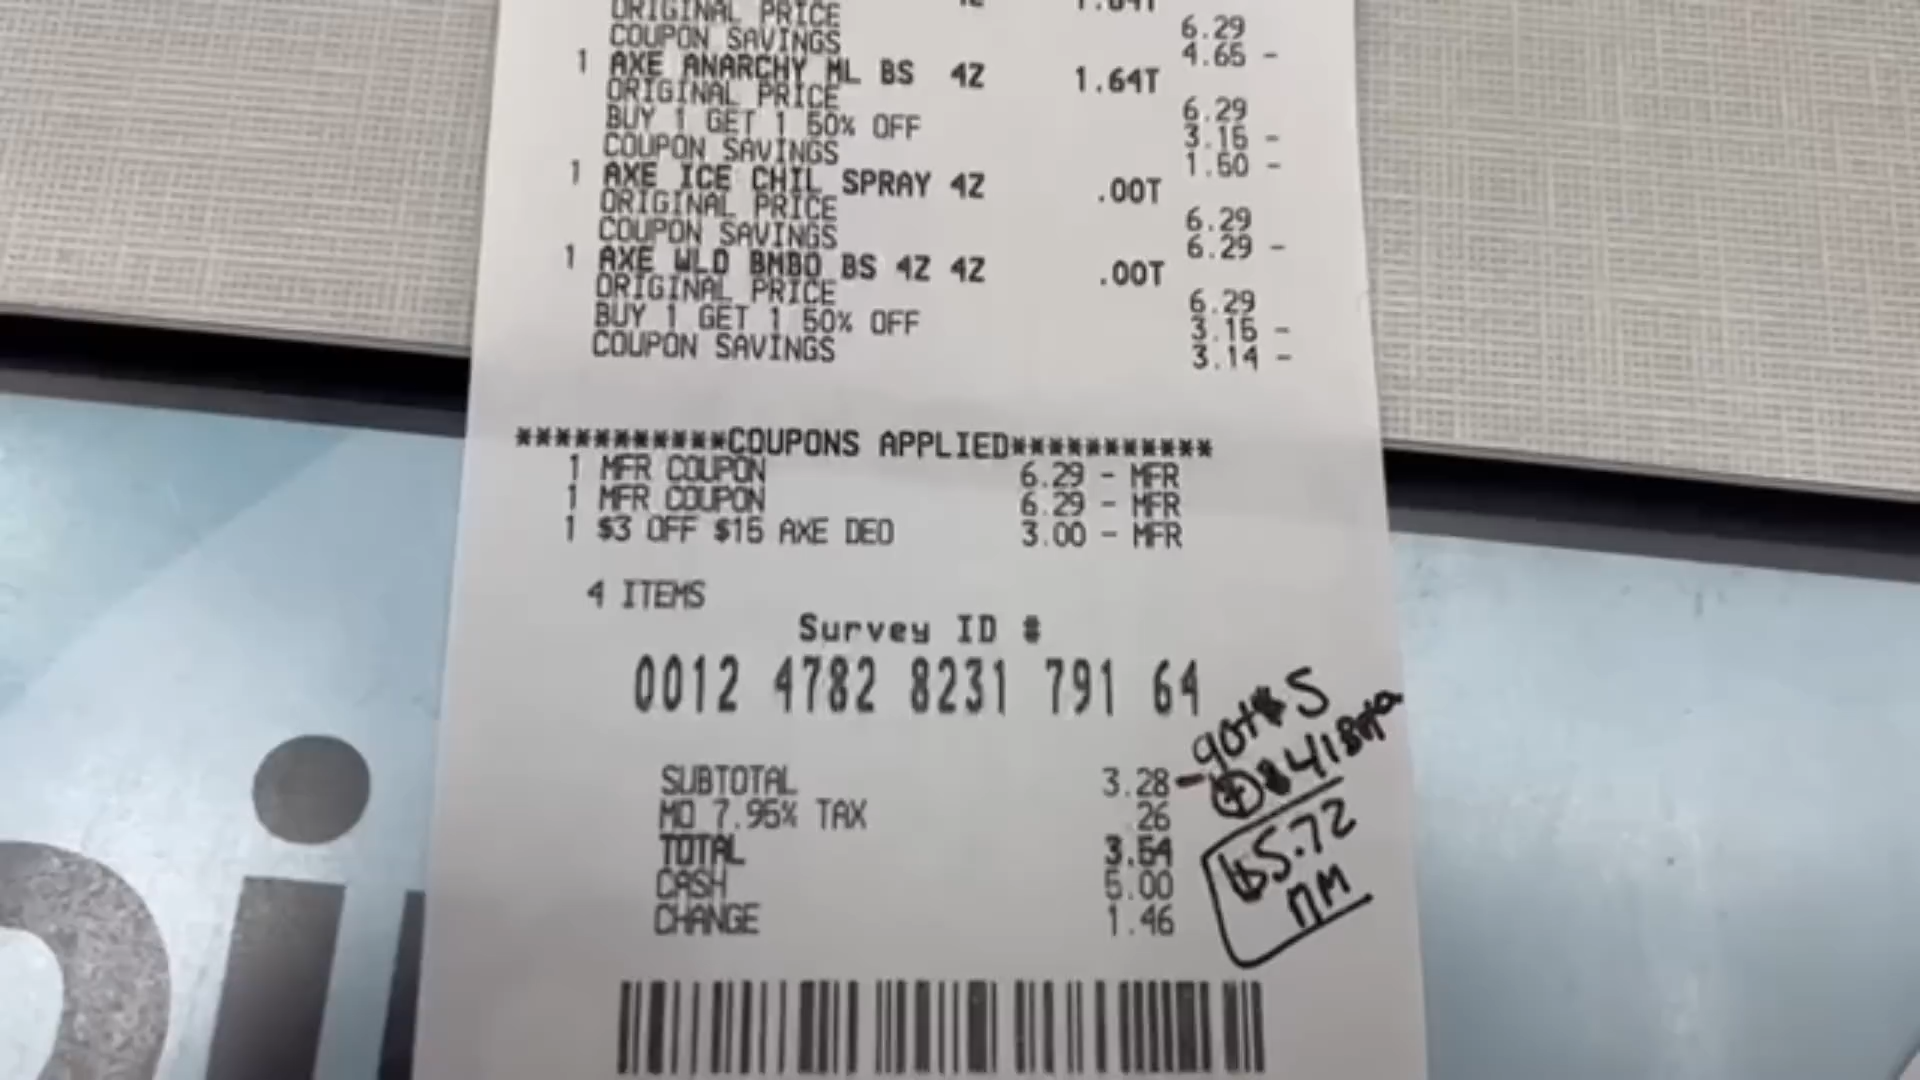 ORIGINAL PRICE 6.29
COUPON SAVINGS 4.65 -
1 AXE ANARCHY ML BS 4Z 1.64T
ORIGINAL PRICE 6.29
BUY 1 GET 1 50% OFF 3.15 -
COUPON SAVINGS 1.50 -
1 AXE ICE CHIL SPRAY 4Z .00T
ORIGINAL PRICE 6.29
COUPON SAVINGS 6.29 -
1 AXE WLD BMBO BS 4Z 4Z .00T
ORIGINAL PRICE 6.29
BUY 1 GET 1 50% OFF 3.15 -
COUPON SAVINGS 3.14 -
***********COUPONS APPLIED***********
1 MFR COUPON 6.29 - MFR
1 MFR COUPON 6.29 - MFR
1 $3 OFF $15 AXE DEO 3.00 - MFR
4 ITEMS
Survey ID #
0012 4782 8231 791 64
SUBTOTAL 3.28
MO 7.95% TAX .26
TOTAL 3.54
CASH 5.00
CHANGE 1.46
- got $5
$5.72
MM